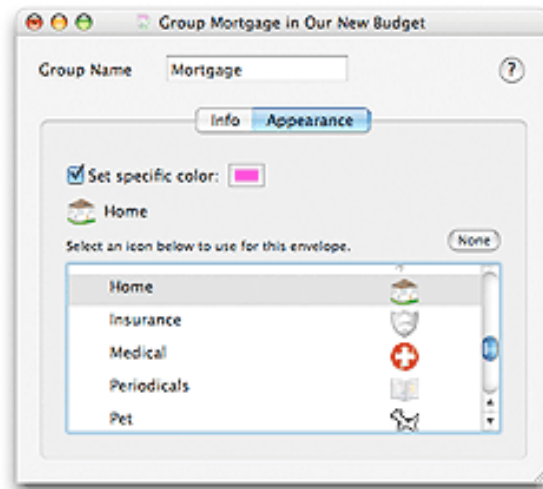 Group Mortgage in Our New Budget
Group Name Mortgage ?
Info Appearance
Set specific color:
Home
Select an icon below to use for this envelope. None
Home
Insurance
Medical
Periodicals
Pet